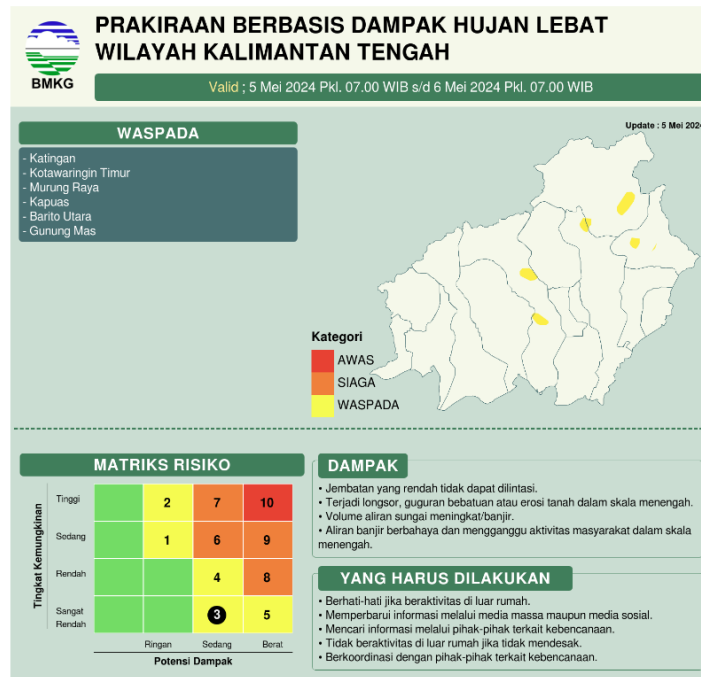 PRAKIRAAN BERBASIS DAMPAK HUJAN LEBAT
WILAYAH KALIMANTAN TENGAH
BMKG
Valid ; 5 Mei 2024 Pkl. 07.00 WIB s/d 6 Mei 2024 Pkl. 07.00 WIB
WASPADA
- Katingan
- Kotawaringin Timur
- Murung Raya
- Kapuas
- Barito Utara
- Gunung Mas
Update : 5 Mei 2024
Kategori
AWAS
SIAGA
WASPADA
MATRIKS RISIKO
Tingkat Kemungkinan
Tinggi 2 7 10
Sedang 1 6 9
Rendah 4 8
Sangat
Rendah 3 5
Ringan Sedang Berat
Potensi Dampak
DAMPAK
• Jembatan yang rendah tidak dapat dilintasi.
• Terjadi longsor, guguran bebatuan atau erosi tanah dalam skala menengah.
• Volume aliran sungai meningkat/banjir.
• Aliran banjir berbahaya dan mengganggu aktivitas masyarakat dalam skala
menengah.
YANG HARUS DILAKUKAN
• Berhati-hati jika beraktivitas di luar rumah.
• Memperbarui informasi melalui media massa maupun media sosial.
• Mencari informasi melalui pihak-pihak terkait kebencanaan.
• Tidak beraktivitas di luar rumah jika tidak mendesak.
• Berkoordinasi dengan pihak-pihak terkait kebencanaan.